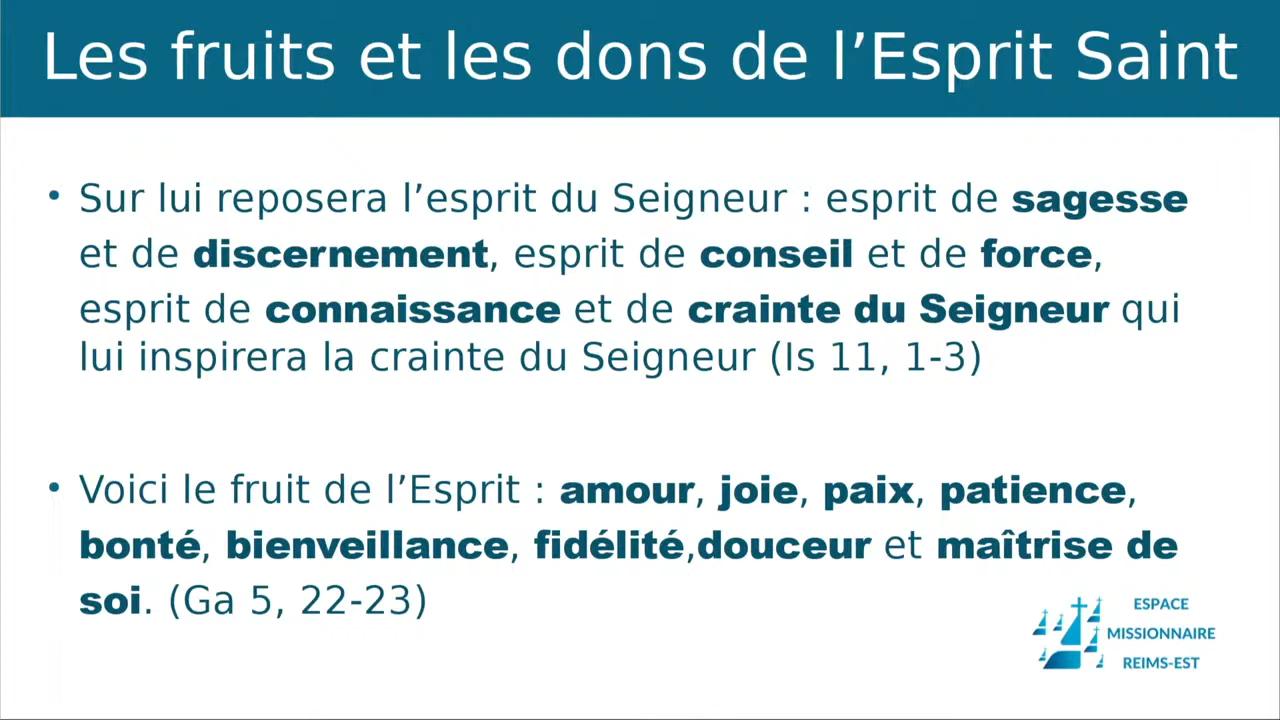 Les fruits et les dons de l’Esprit Saint
• Sur lui reposera l’esprit du Seigneur : esprit de sagesse
et de discernement, esprit de conseil et de force,
esprit de connaissance et de crainte du Seigneur qui
lui inspirera la crainte du Seigneur (Is 11, 1-3)
• Voici le fruit de l’Esprit : amour, joie, paix, patience,
bonté, bienveillance, fidélité,douceur et maîtrise de
soi. (Ga 5, 22-23)
ESPACE
MISSIONNAIRE
REIMS-EST